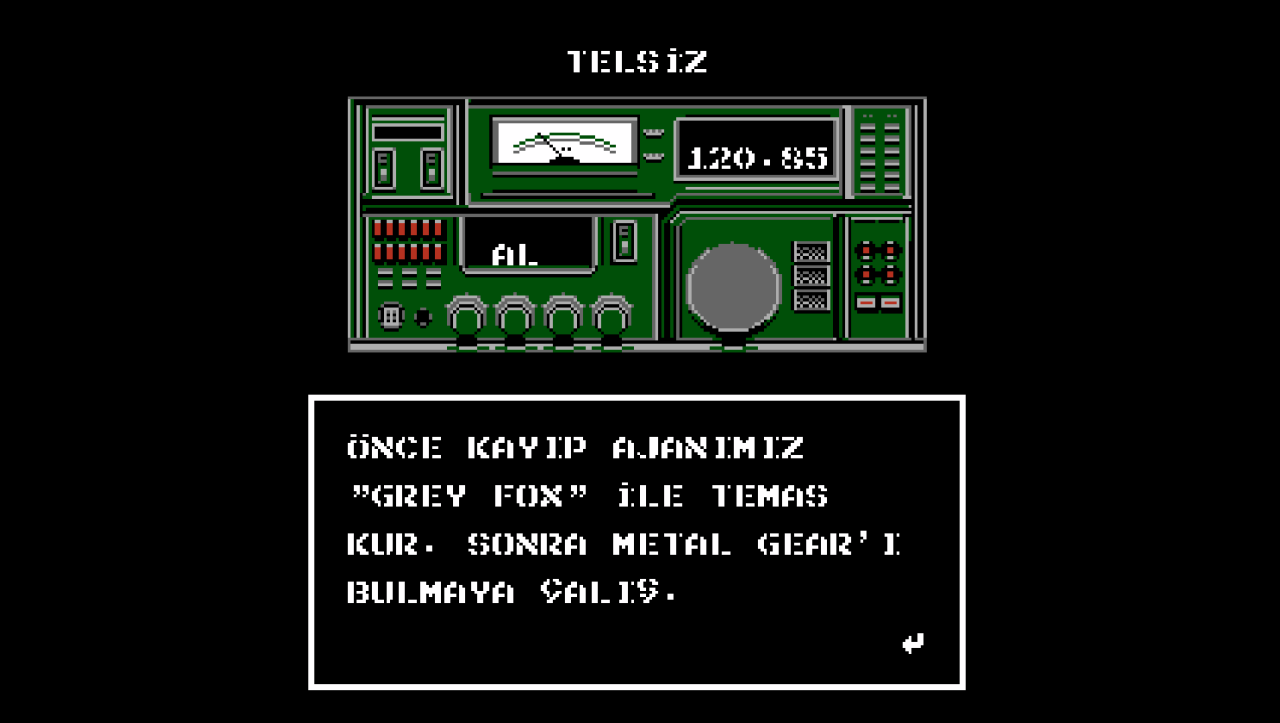 TELSİZ
120.85
AL
ÖNCE KAYIP AJANIMIZ
"GREY FOX" İLE TEMAS
KUR. SONRA METAL GEAR'I
BULMAYA ÇALIŞ.